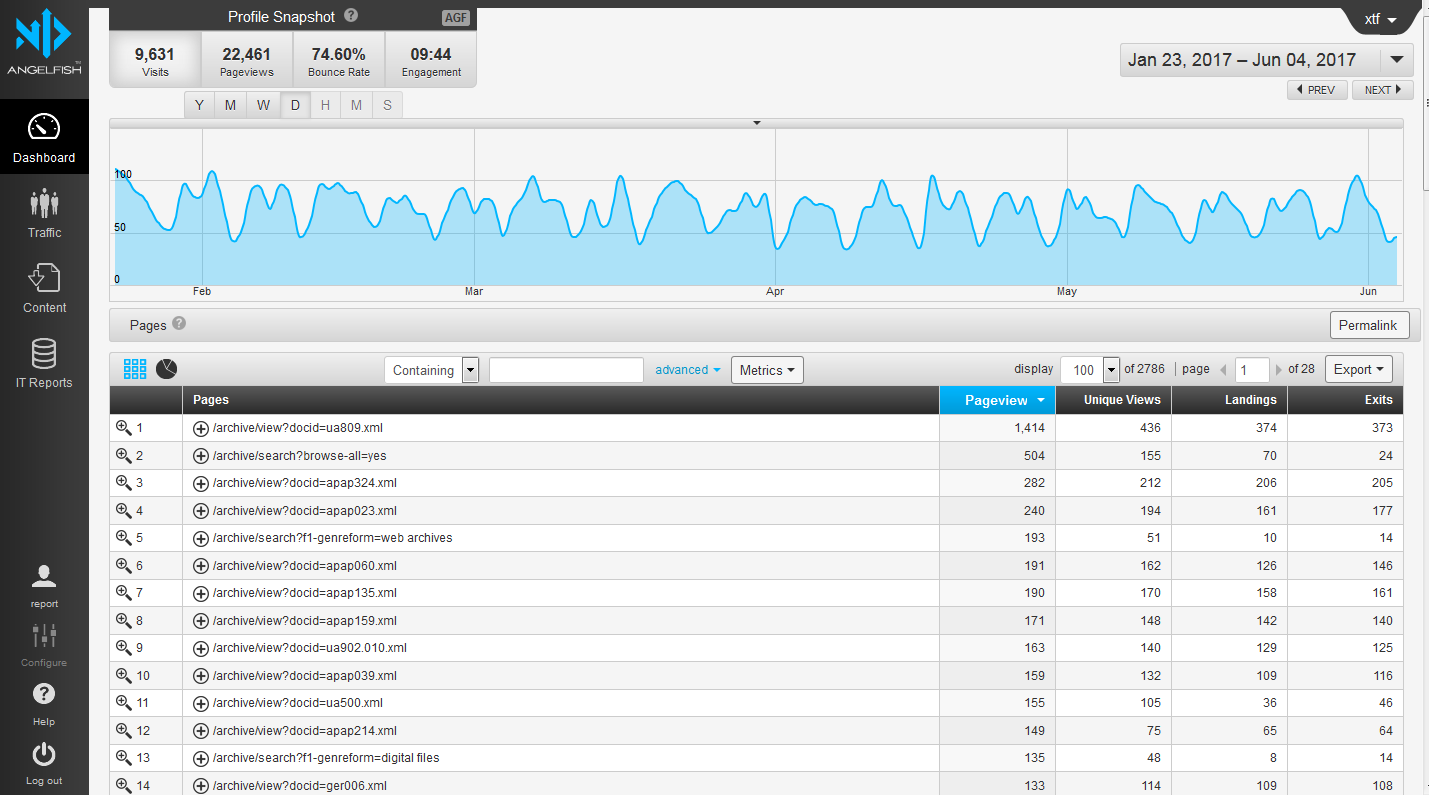 ANGELFISH™
Dashboard
Traffic
Content
IT Reports
report
Configure
Help
Log out
Profile Snapshot ? AGF
9,631 22,461 74.60% 09:44
Visits Pageviews Bounce Rate Engagement
xtf
Jan 23, 2017 – Jun 04, 2017
PREV NEXT
Y M W D H M S
100
50
0
Feb Mar Apr May Jun
Pages ? Permalink
Containing advanced Metrics display 100 of 2786 page 1 of 28 Export
Pages Pageview Unique Views Landings Exits
1 /archive/view?docid=ua809.xml 1,414 436 374 373
2 /archive/search?browse-all=yes 504 155 70 24
3 /archive/view?docid=apap324.xml 282 212 206 205
4 /archive/view?docid=apap023.xml 240 194 161 177
5 /archive/search?f1-genreform=web archives 193 51 10 14
6 /archive/view?docid=apap060.xml 191 162 126 146
7 /archive/view?docid=apap135.xml 190 170 158 161
8 /archive/view?docid=apap159.xml 171 148 142 140
9 /archive/view?docid=ua902.010.xml 163 140 129 125
10 /archive/view?docid=apap039.xml 159 132 109 116
11 /archive/view?docid=ua500.xml 155 105 36 46
12 /archive/view?docid=apap214.xml 149 75 65 64
13 /archive/search?f1-genreform=digital files 135 48 8 14
14 /archive/view?docid=ger006.xml 133 114 109 108